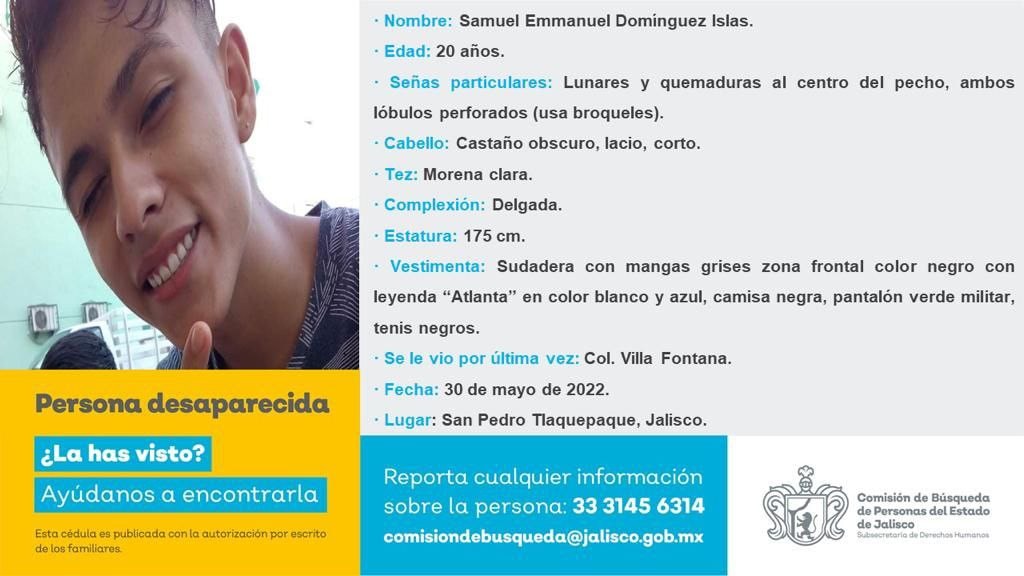 · Nombre: Samuel Emmanuel Domínguez Islas.
· Edad: 20 años.
· Señas particulares: Lunares y quemaduras al centro del pecho, ambos
lóbulos perforados (usa broqueles).
· Cabello: Castaño obscuro, lacio, corto.
· Tez: Morena clara.
· Complexión: Delgada.
· Estatura: 175 cm.
· Vestimenta: Sudadera con mangas grises zona frontal color negro con
leyenda “Atlanta” en color blanco y azul, camisa negra, pantalón verde militar,
tenis negros.
· Se le vio por última vez: Col. Villa Fontana.
· Fecha: 30 de mayo de 2022.
· Lugar: San Pedro Tlaquepaque, Jalisco.
Persona desaparecida
¿La has visto?
Ayúdanos a encontrarla
Esta cédula es publicada con la autorización por escrito
de los familiares.
Reporta cualquier información
sobre la persona: 33 3145 6314
comisiondebusqueda@jalisco.gob.mx
Comisión de Búsqueda
de Personas del Estado
de Jalisco
Subsecretaría de Derechos Humanos